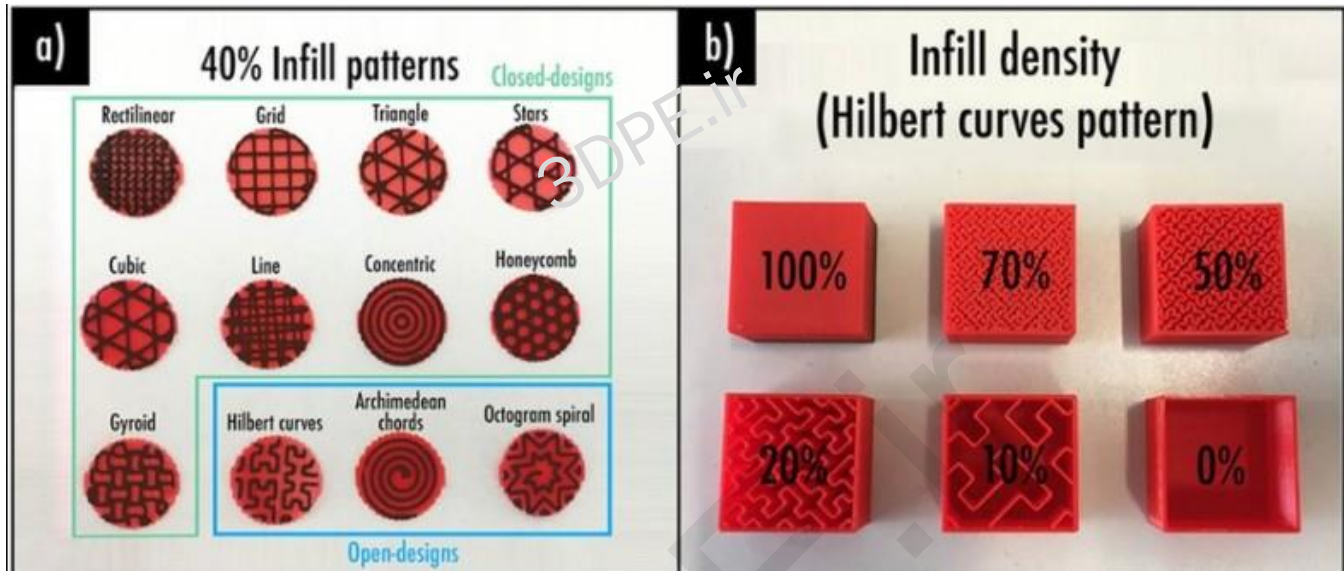 a)
40% Infill patterns
Closed-designs
Rectilinear
Grid
Triangle
Stars
Cubic
Line
Concentric
Honeycomb
Gyroid
Hilbert curves
Archimedean
chords
Octogram spiral
Open-designs
b)
Infill density
(Hilbert curves pattern)
100%
70%
50%
20%
10%
0%
3DPE.ir